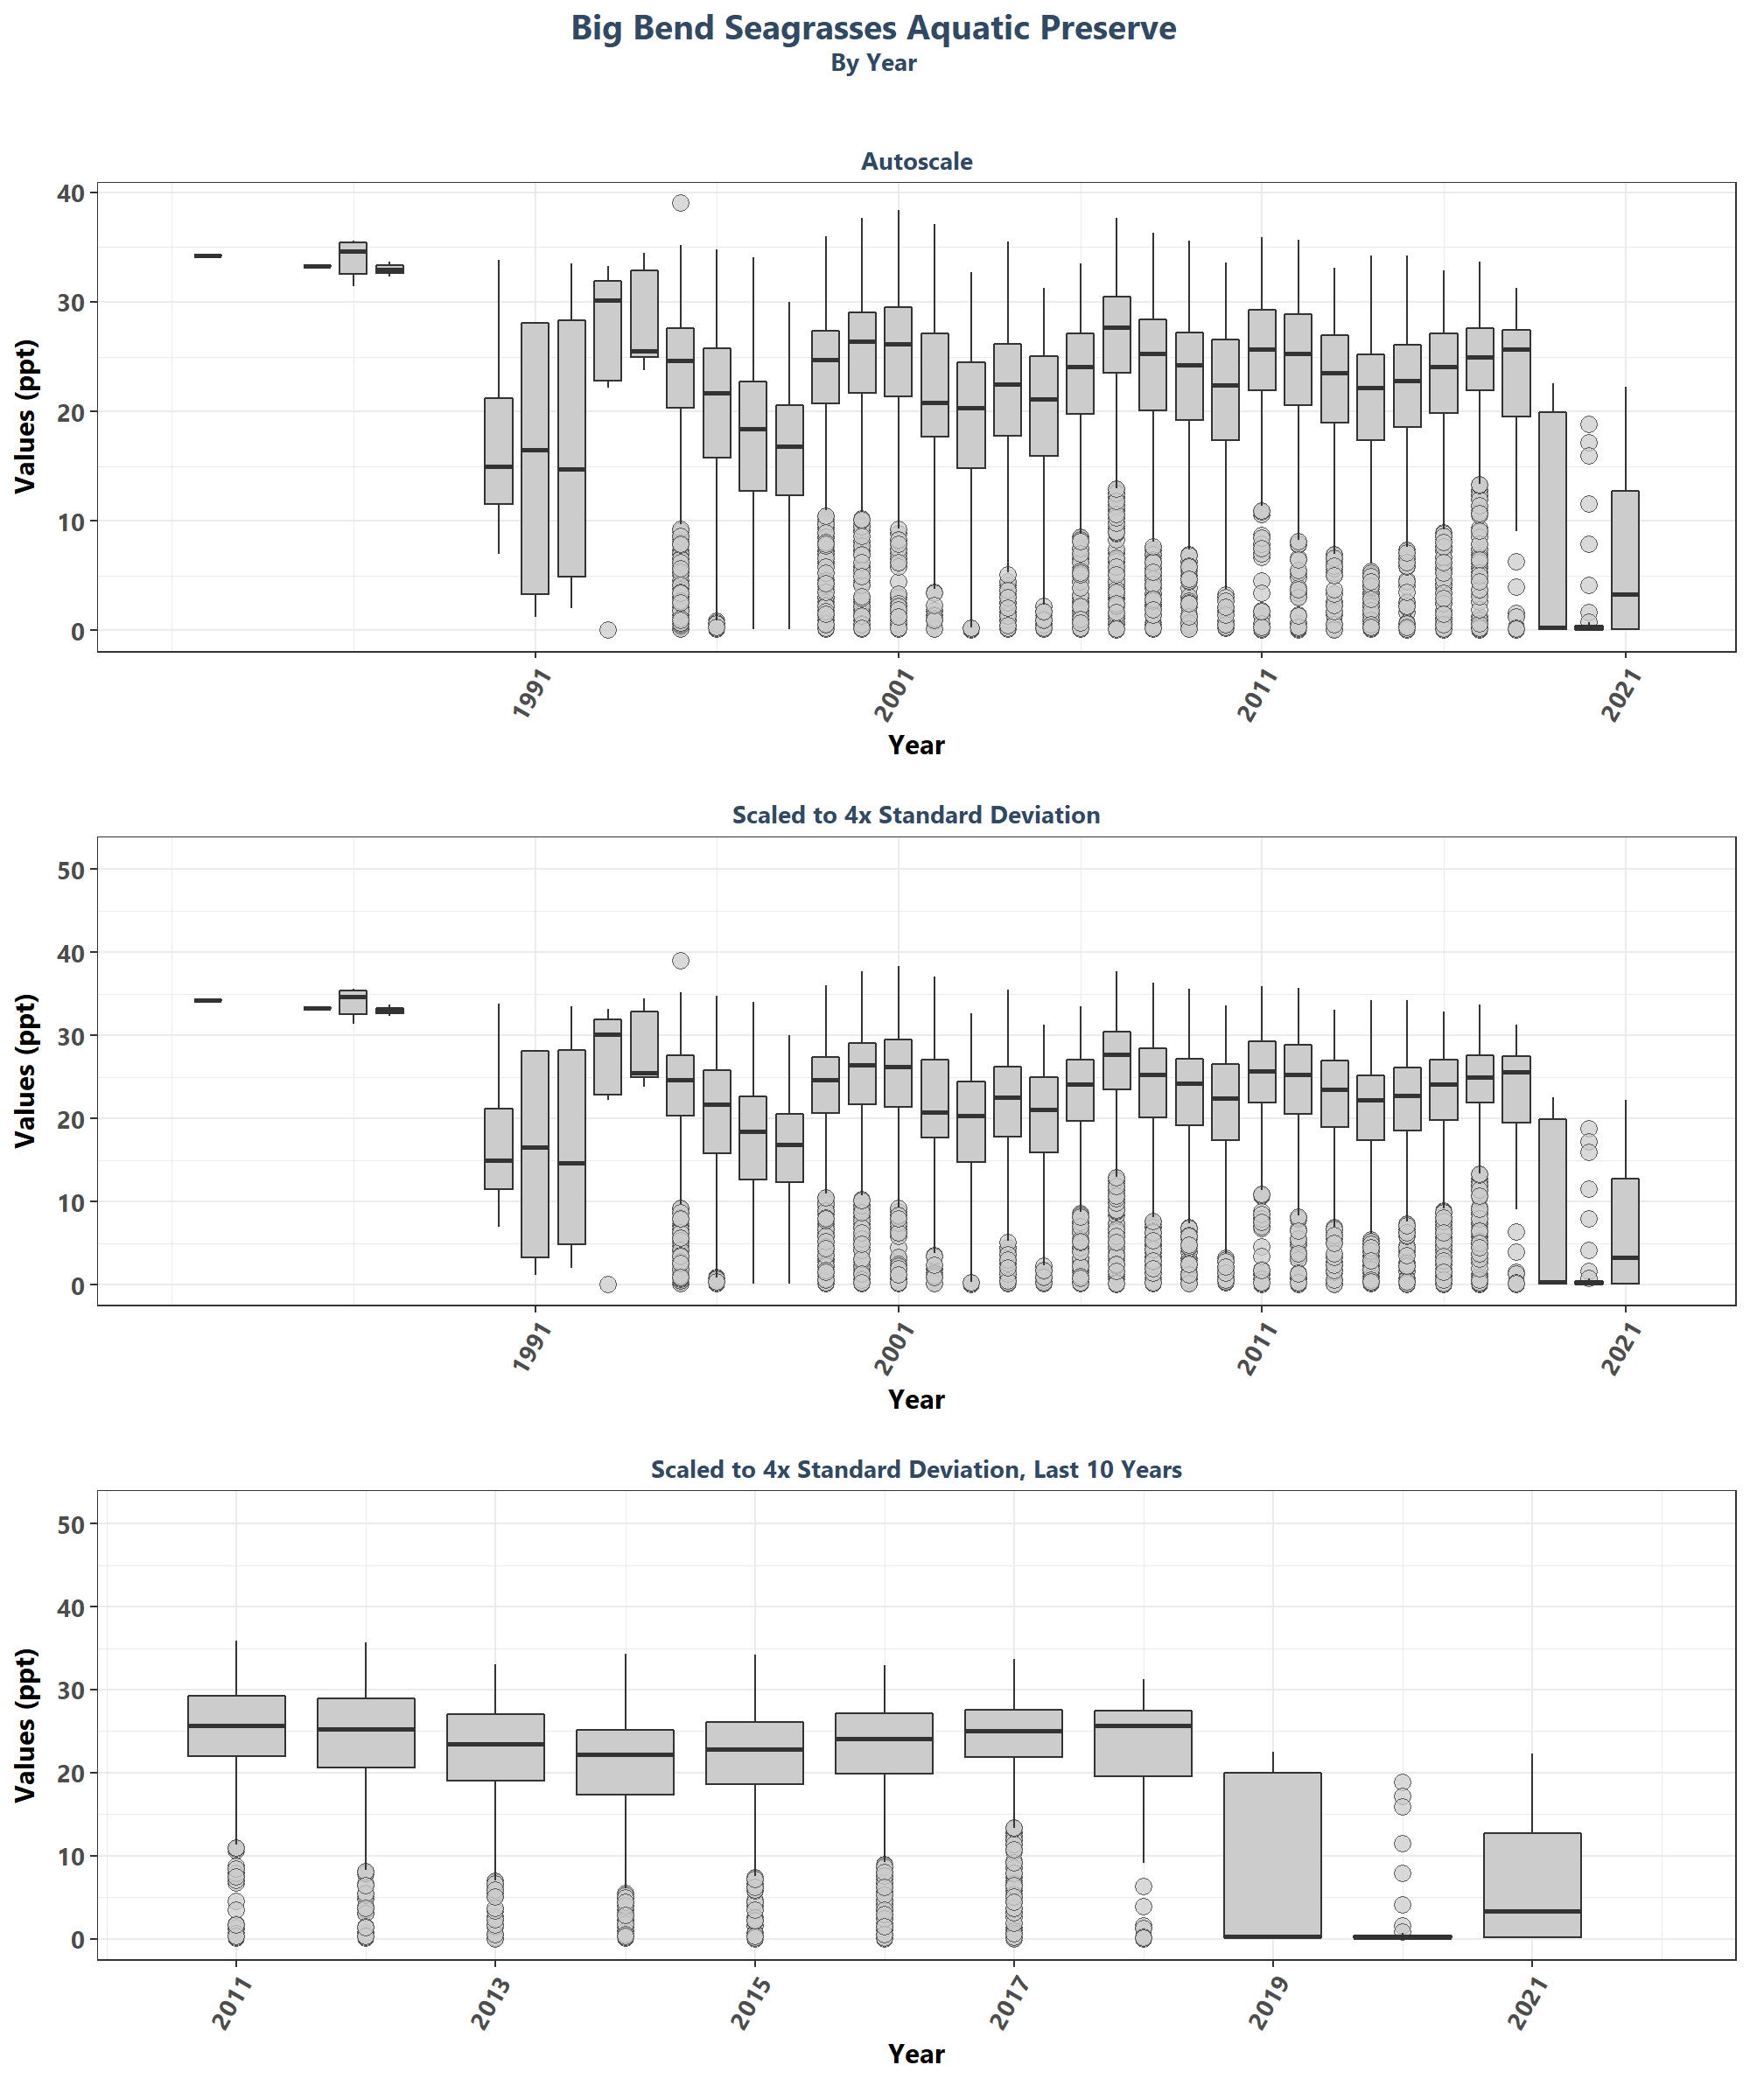 Big Bend Seagrasses Aquatic Preserve
By Year
Autoscale
Values (ppt)
40
30
20
10
0
1991
2001
2011
2021
Year
Scaled to 4x Standard Deviation
Values (ppt)
50
40
30
20
10
0
1991
2001
2011
2021
Year
Scaled to 4x Standard Deviation, Last 10 Years
Values (ppt)
50
40
30
20
10
0
2011
2013
2015
2017
2019
2021
Year